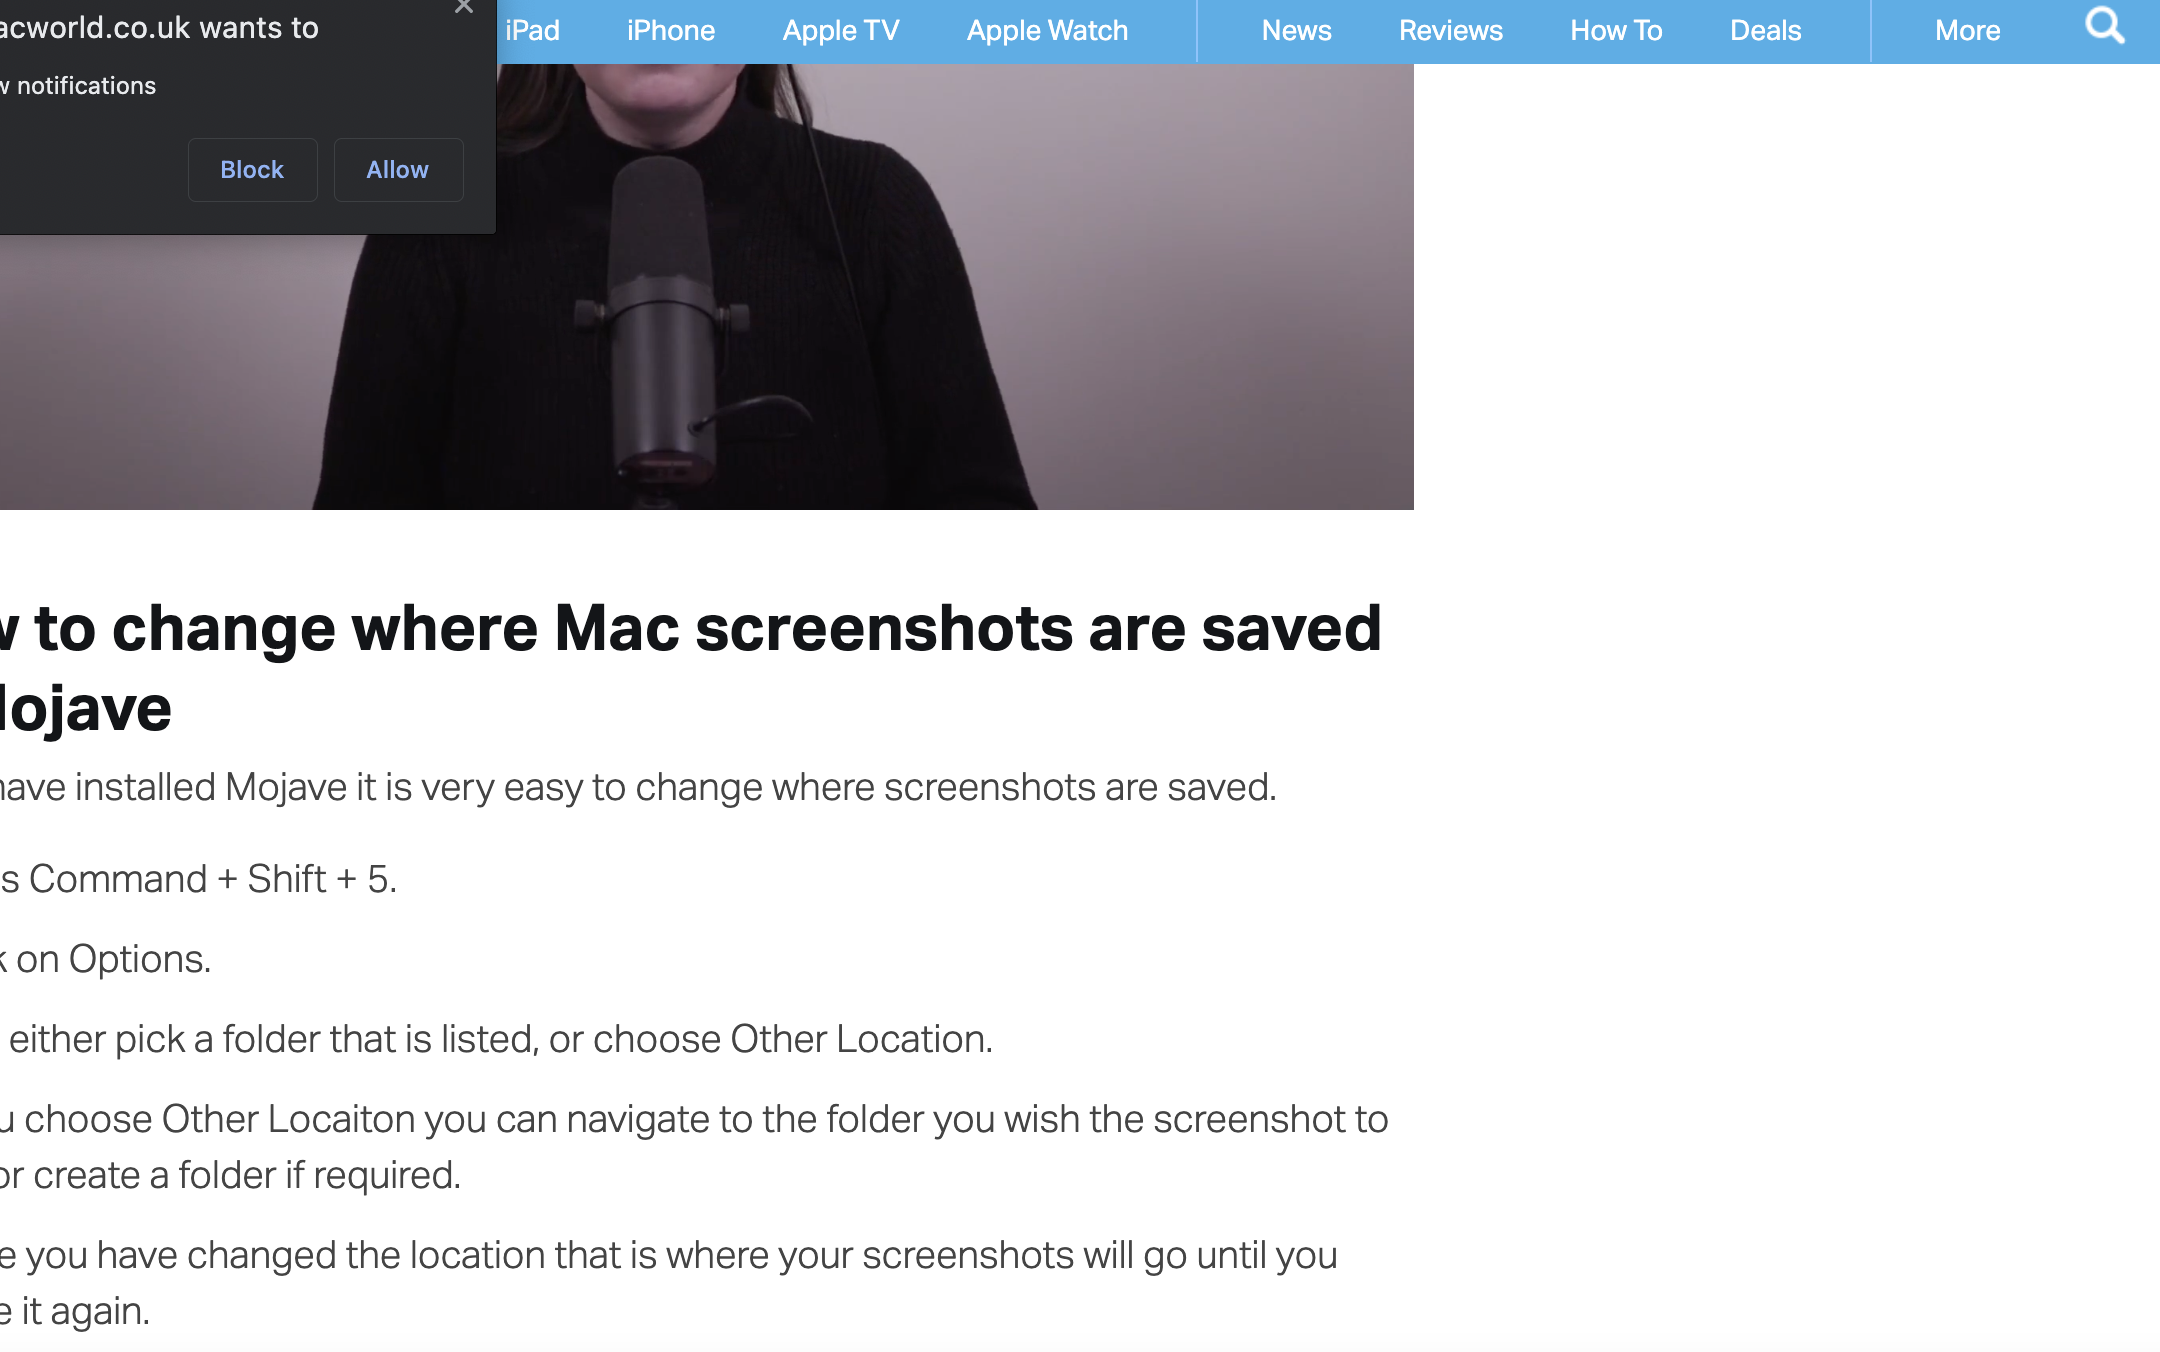 acworld.co.uk wants to
w notifications
Block Allow
iPad iPhone Apple TV Apple Watch News Reviews How To Deals More
w to change where Mac screenshots are saved
Mojave
have installed Mojave it is very easy to change where screenshots are saved.
s Command + Shift + 5.
k on Options.
either pick a folder that is listed, or choose Other Location.
u choose Other Locaiton you can navigate to the folder you wish the screenshot to
or create a folder if required.
e you have changed the location that is where your screenshots will go until you
e it again.